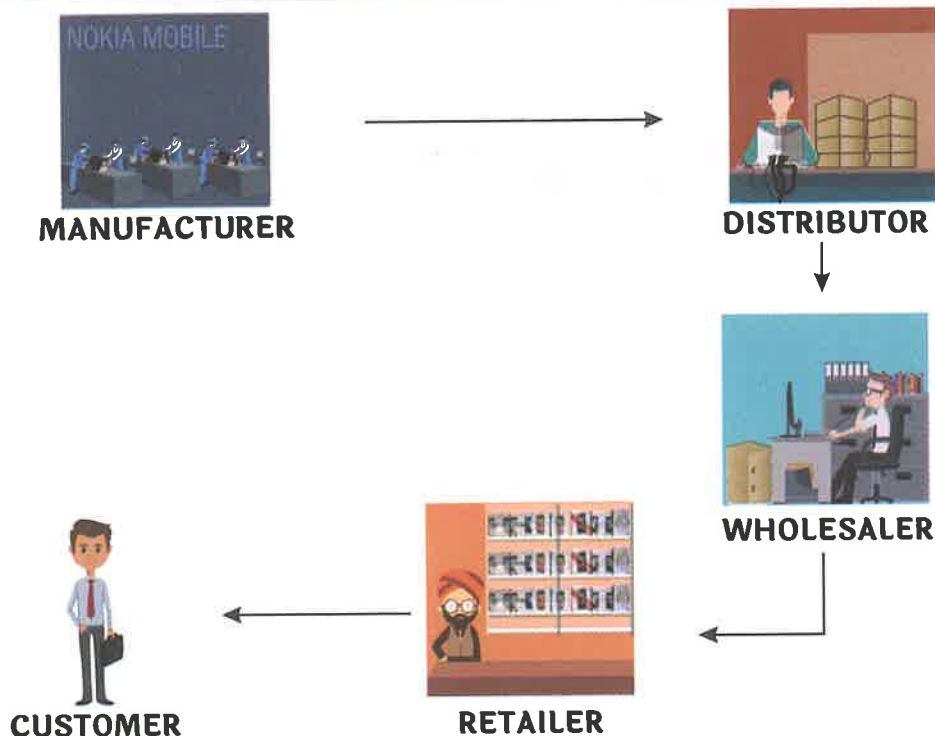 NOKIA MOBILE
MANUFACTURER
DISTRIBUTOR
WHOLESALER
RETAILER
CUSTOMER